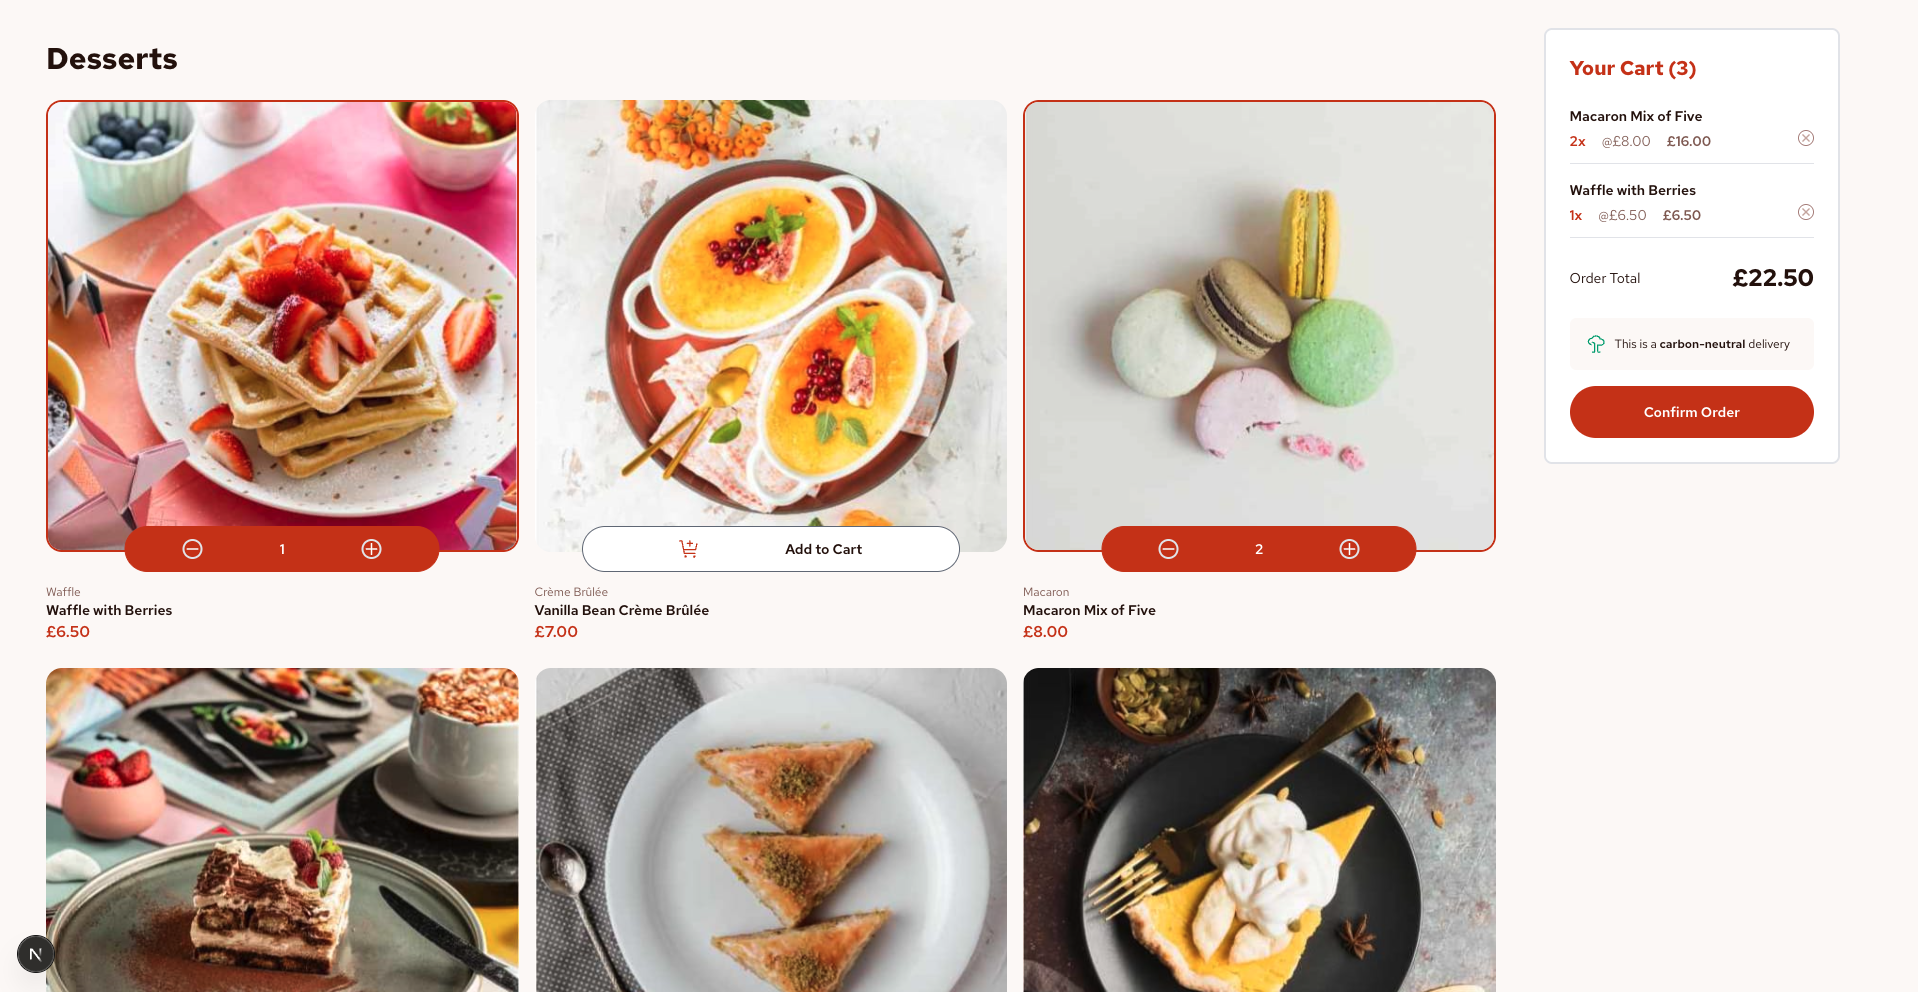 Desserts
1
Waffle
Waffle with Berries
£6.50
Add to Cart
Crème Brûlée
Vanilla Bean Crème Brûlée
£7.00
2
Macaron
Macaron Mix of Five
£8.00
Your Cart (3)
Macaron Mix of Five
2x @£8.00 £16.00
Waffle with Berries
1x @£6.50 £6.50
Order Total £22.50
This is a carbon-neutral delivery
Confirm Order
N